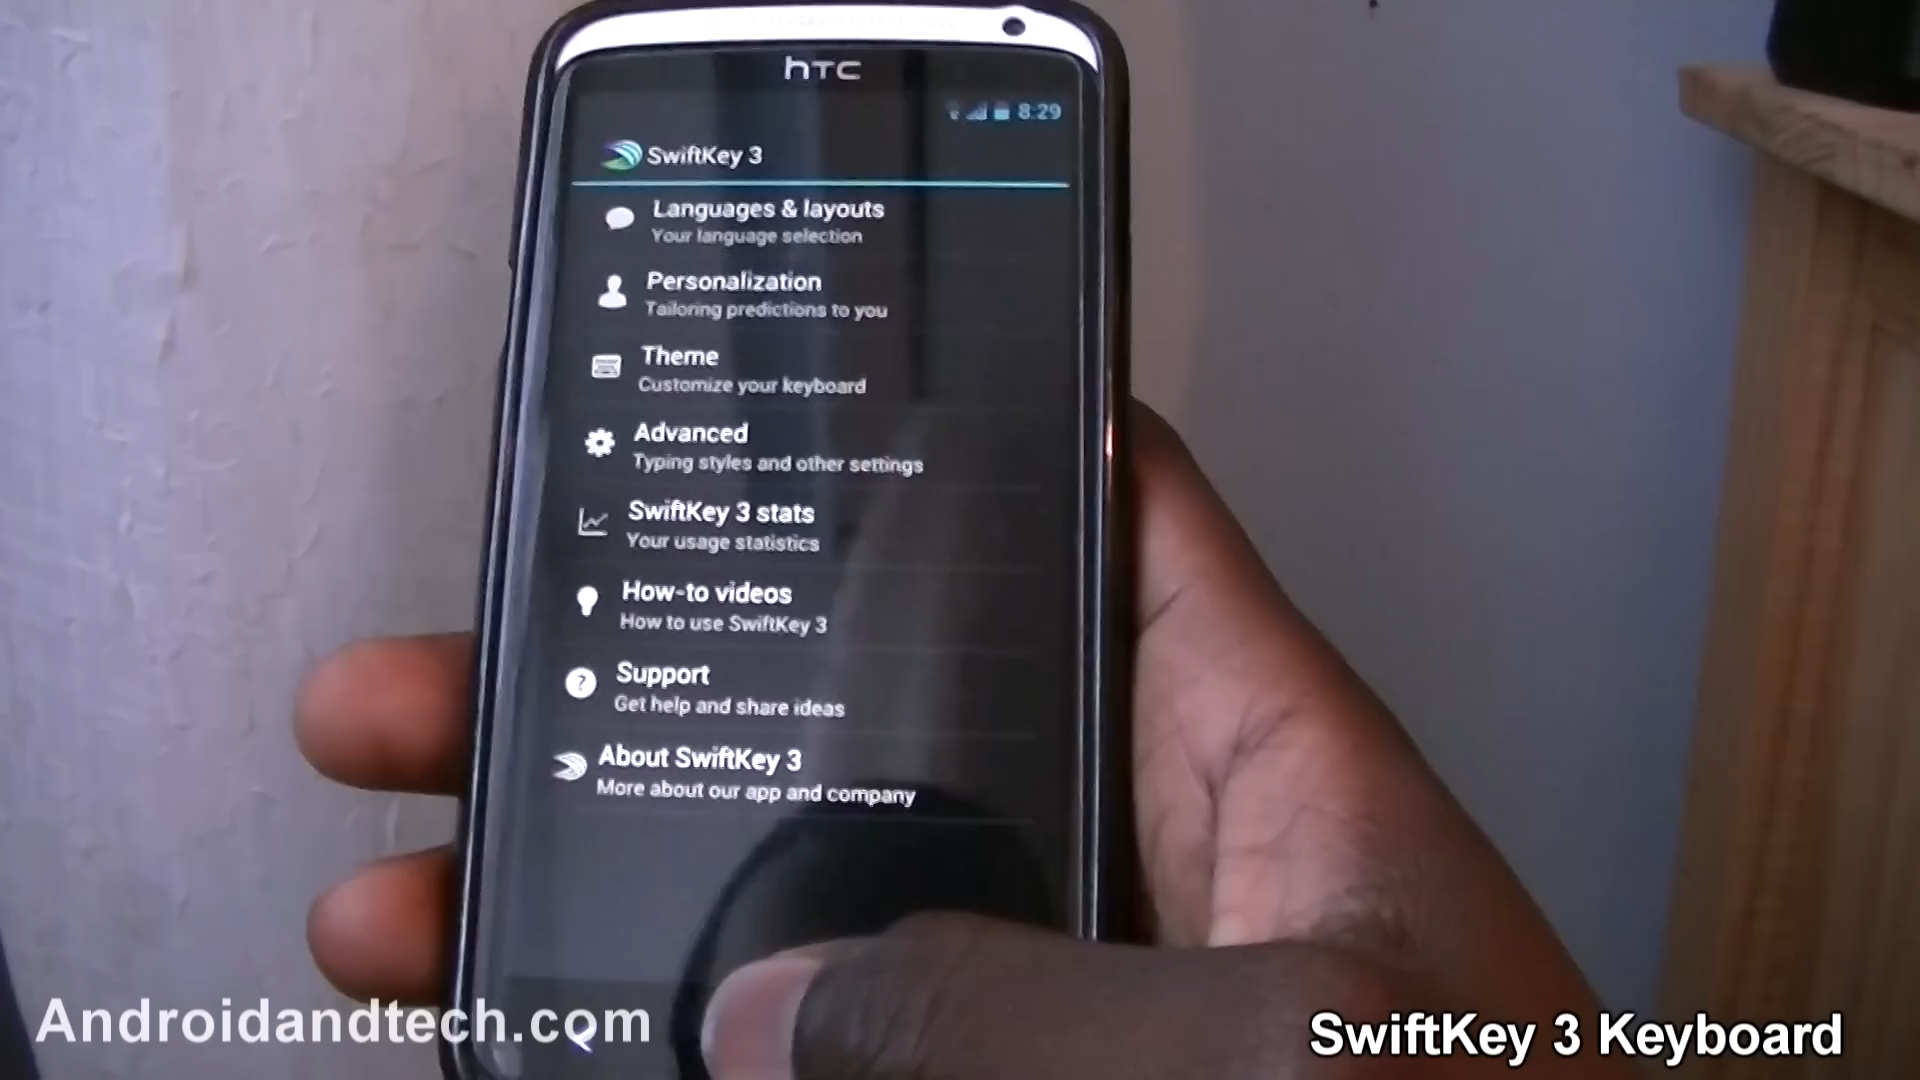 hTC
8:29
SwiftKey 3
Languages & layouts
Your language selection
Personalization
Tailoring predictions to you
Theme
Customize your keyboard
Advanced
Typing styles and other settings
SwiftKey 3 stats
Your usage statistics
How-to videos
How to use SwiftKey 3
Support
Get help and share ideas
About SwiftKey 3
More about our app and company
Androidandtech.com
SwiftKey 3 Keyboard